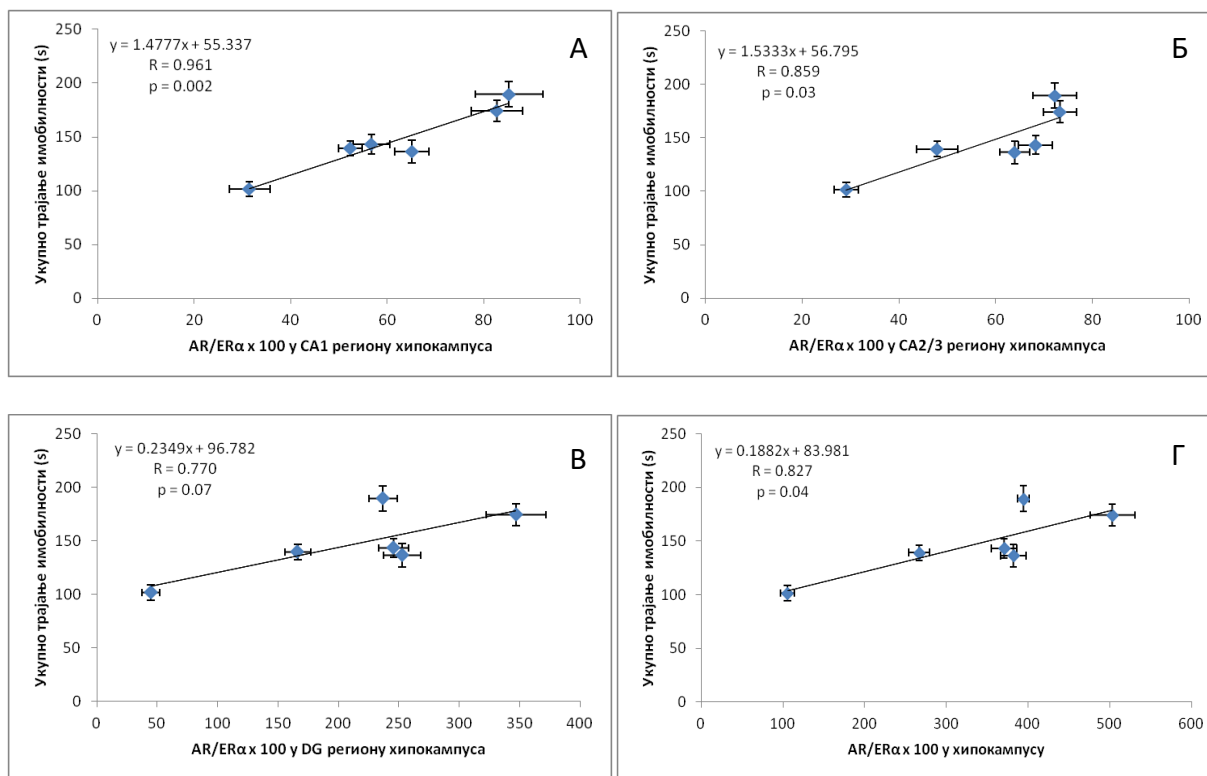 А
y = 1.4777x + 55.337
R = 0.961
p = 0.002
Укупно трајање имобилности (s)
250
200
150
100
50
0
0 20 40 60 80 100
AR/ERα x 100 у CA1 региону хипокампуса
Б
y = 1.5333x + 56.795
R = 0.859
p = 0.03
Укупно трајање имобилности (s)
250
200
150
100
50
0
0 20 40 60 80 100
AR/ERα x 100 у CA2/3 региону хипокампуса
В
y = 0.2349x + 96.782
R = 0.770
p = 0.07
Укупно трајање имобилности (s)
250
200
150
100
50
0
0 50 100 150 200 250 300 350 400
AR/ERα x 100 у DG региону хипокампуса
Г
y = 0.1882x + 83.981
R = 0.827
p = 0.04
Укупно трајање имобилности (s)
250
200
150
100
50
0
0 100 200 300 400 500 600
AR/ERα x 100 у хипокампусу